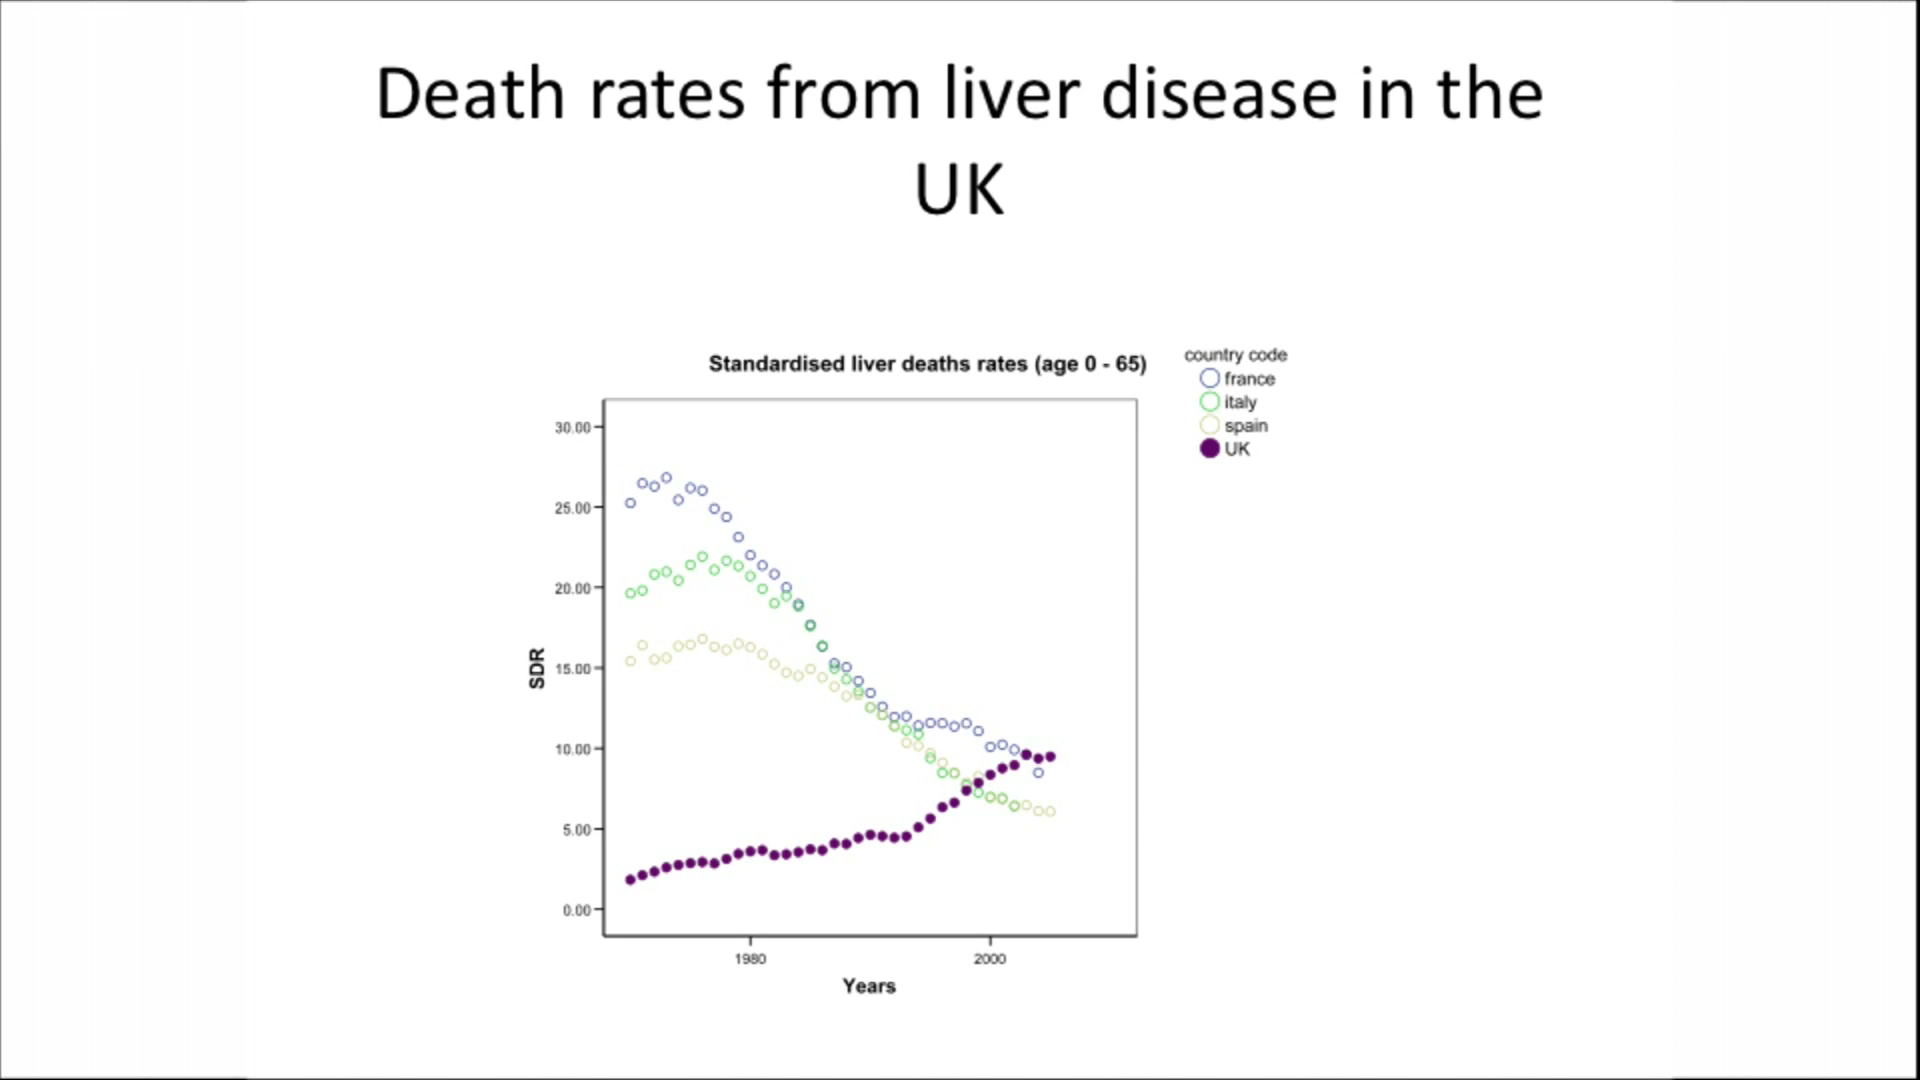 Death rates from liver disease in the
UK
Standardised liver deaths rates (age 0 - 65)
country code
france
italy
spain
UK
30.00
25.00
20.00
15.00
10.00
5.00
0.00
SDR
1980
2000
Years